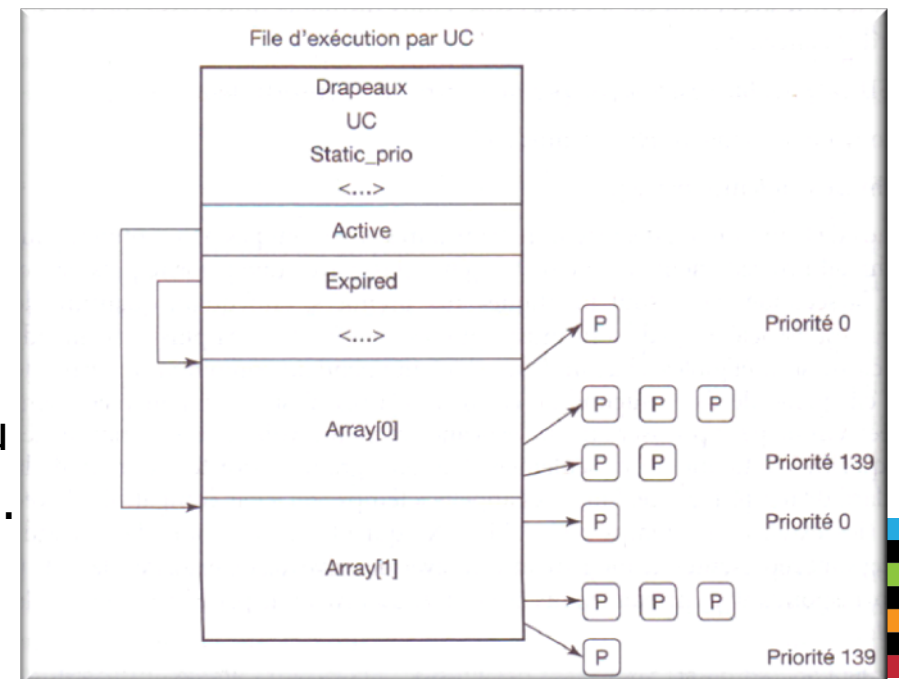 File d'exécution par UC
Drapeaux
UC
Static_prio
<...>
Active
Expired
<...>
P Priorité 0
Array[0]
P P P
P P Priorité 139
P Priorité 0
Array[1]
P P P
P Priorité 139
.